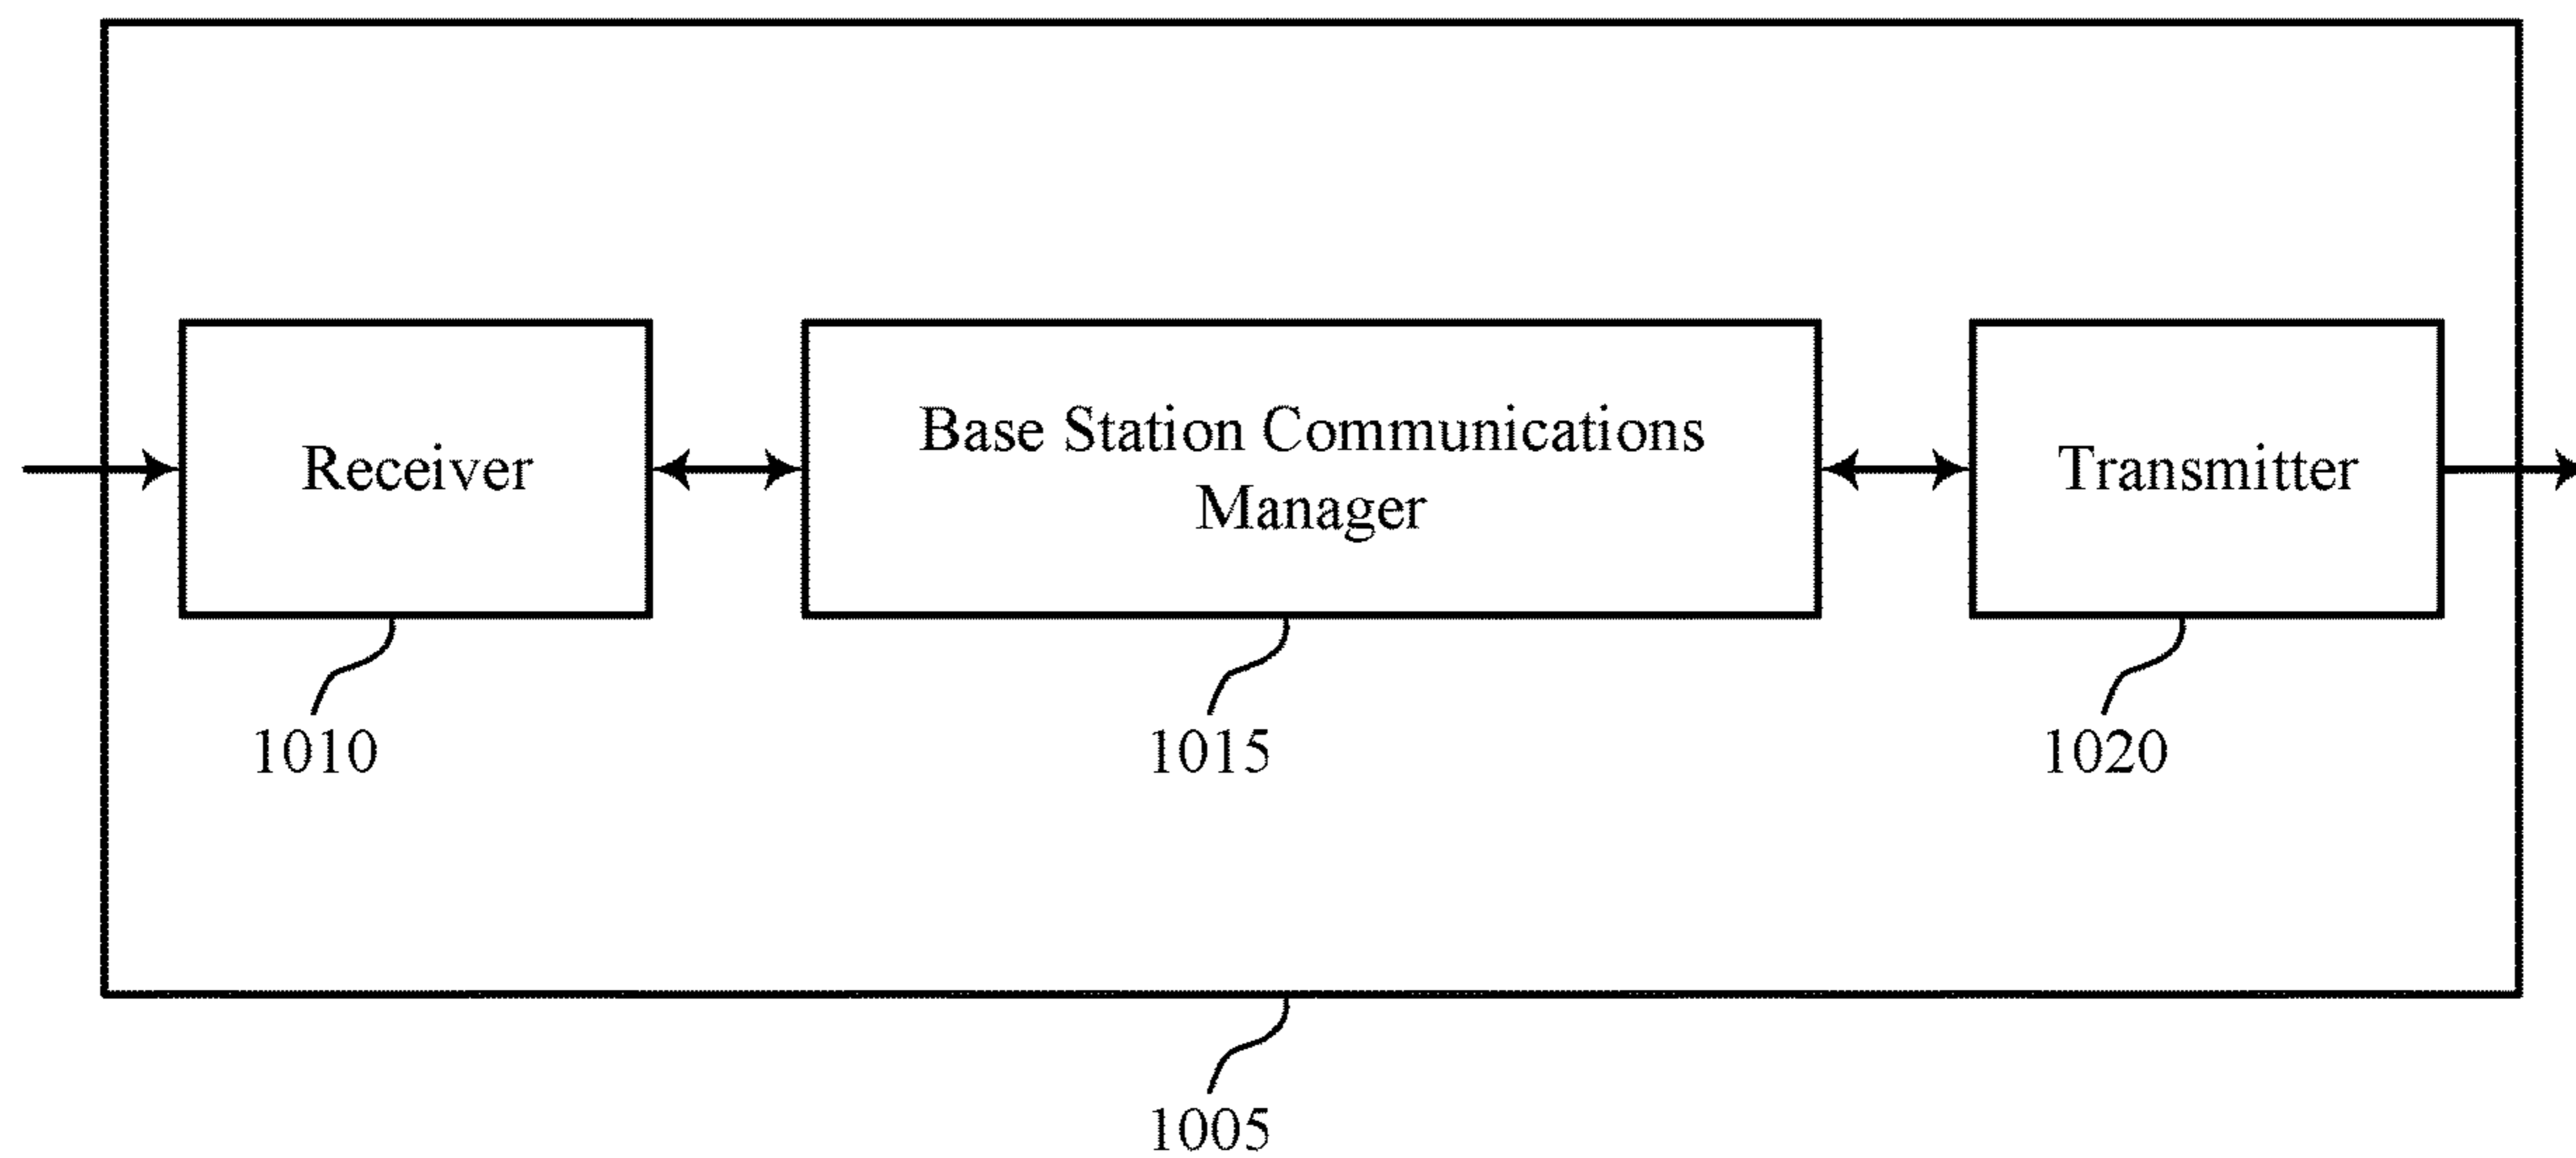 Receiver
Base Station Communications
Manager
Transmitter
1010
1015
1020
1005